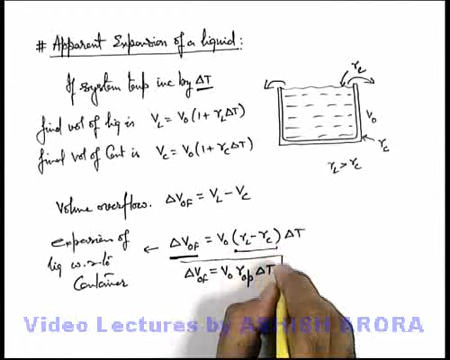 # Apparent Expansion of a liquid:
If system temp inc by ΔT
final vol of liq is V_L = V_0 (1 + γ_L ΔT)
final vol of Cont is V_C = V_0 (1 + γ_C ΔT)
γ_L
V_0
γ_C
γ_L > γ_C
Volume overflow. ΔV_OF = V_L - V_C
expansion of liq w.r.to Container
← ΔV_OF = V_0 (γ_L - γ_C) ΔT
ΔV_OF = V_0 γ_ap ΔT
Video Lectures by ASHISH ARORA